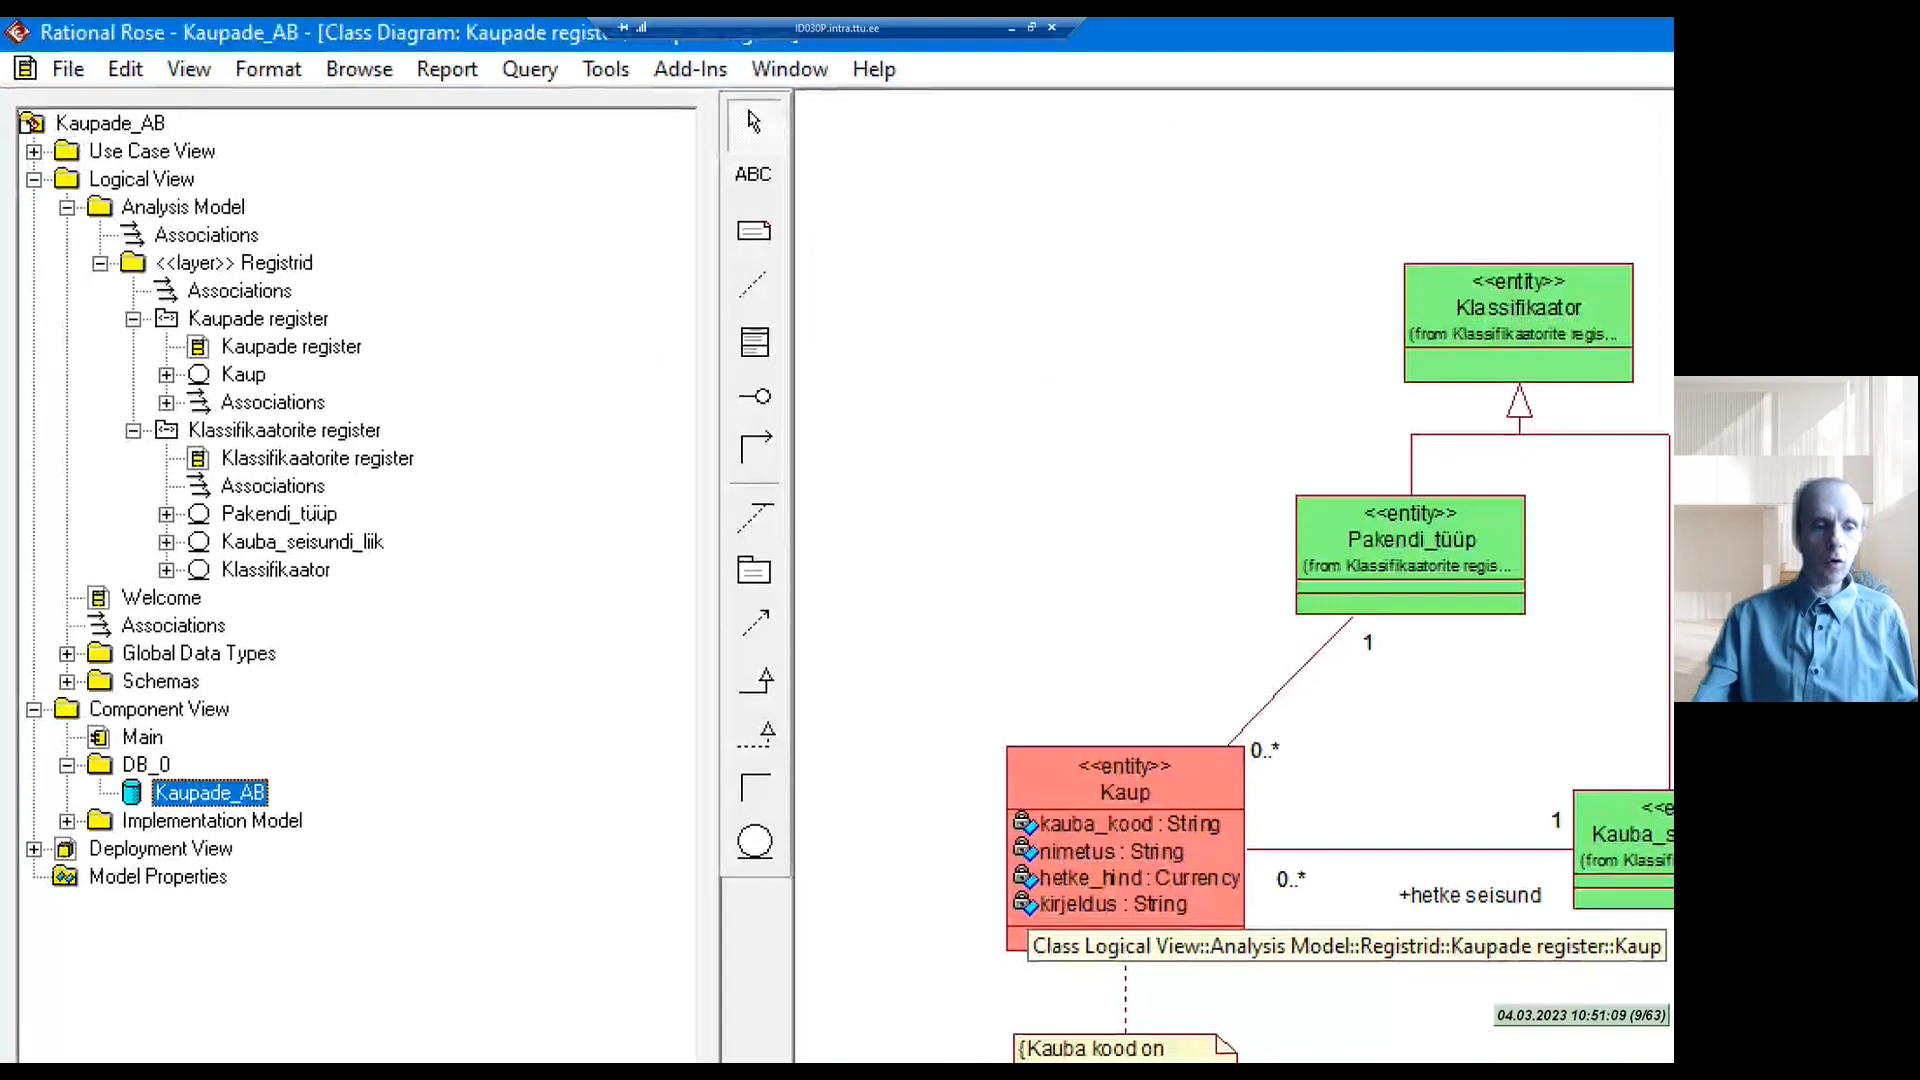 Rational Rose - Kaupade_AB - [Class Diagram: Kaupade regist
ID030P.intra.ttu.ee
File Edit View Format Browse Report Query Tools Add-Ins Window Help
Kaupade_AB
Use Case View
Logical View
Analysis Model
Associations
<<layer>> Registrid
Associations
Kaupade register
Kaupade register
Kaup
Associations
Klassifikaatorite register
Klassifikaatorite register
Associations
Pakendi_tüüp
Kauba_seisundi_liik
Klassifikaator
Welcome
Associations
Global Data Types
Schemas
Component View
Main
DB_0
Kaupade_AB
Implementation Model
Deployment View
Model Properties
ABC
<<entity>>
Klassifikaator
(from Klassifikaatorite regis...
<<entity>>
Pakendi_tüüp
(from Klassifikaatorite regis...
1
0..*
<<entity>>
Kaup
kauba_kood : String
nimetus : String
hetke_hind : Currency
kirjeldus : String
1
0..*
+hetke seisund
<<e
Kauba_s
(from Klassifi
Class Logical View::Analysis Model::Registrid::Kaupade register::Kaup
04.03.2023 10:51:09 (9/63)
{Kauba kood on